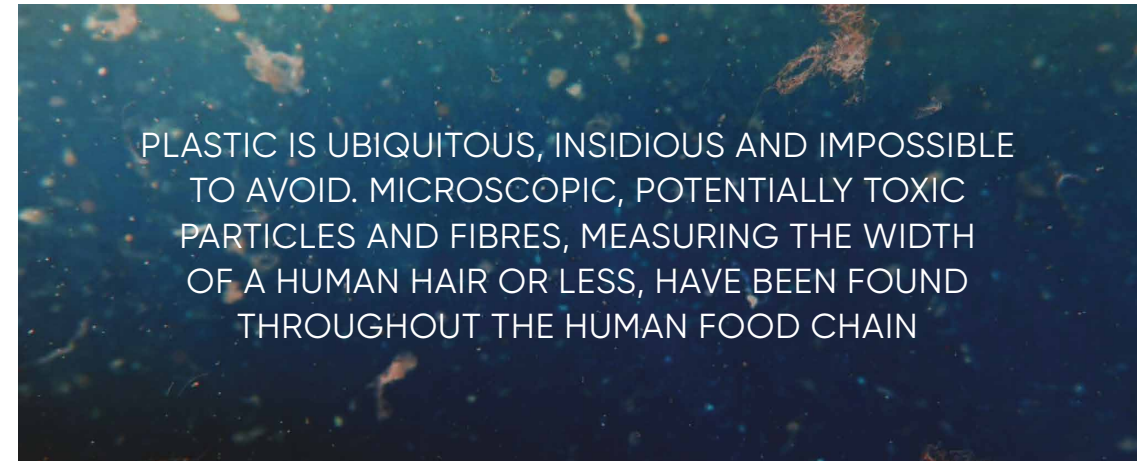 PLASTIC IS UBIQUITOUS, INSIDIOUS AND IMPOSSIBLE
TO AVOID. MICROSCOPIC, POTENTIALLY TOXIC
PARTICLES AND FIBRES, MEASURING THE WIDTH
OF A HUMAN HAIR OR LESS, HAVE BEEN FOUND
THROUGHOUT THE HUMAN FOOD CHAIN